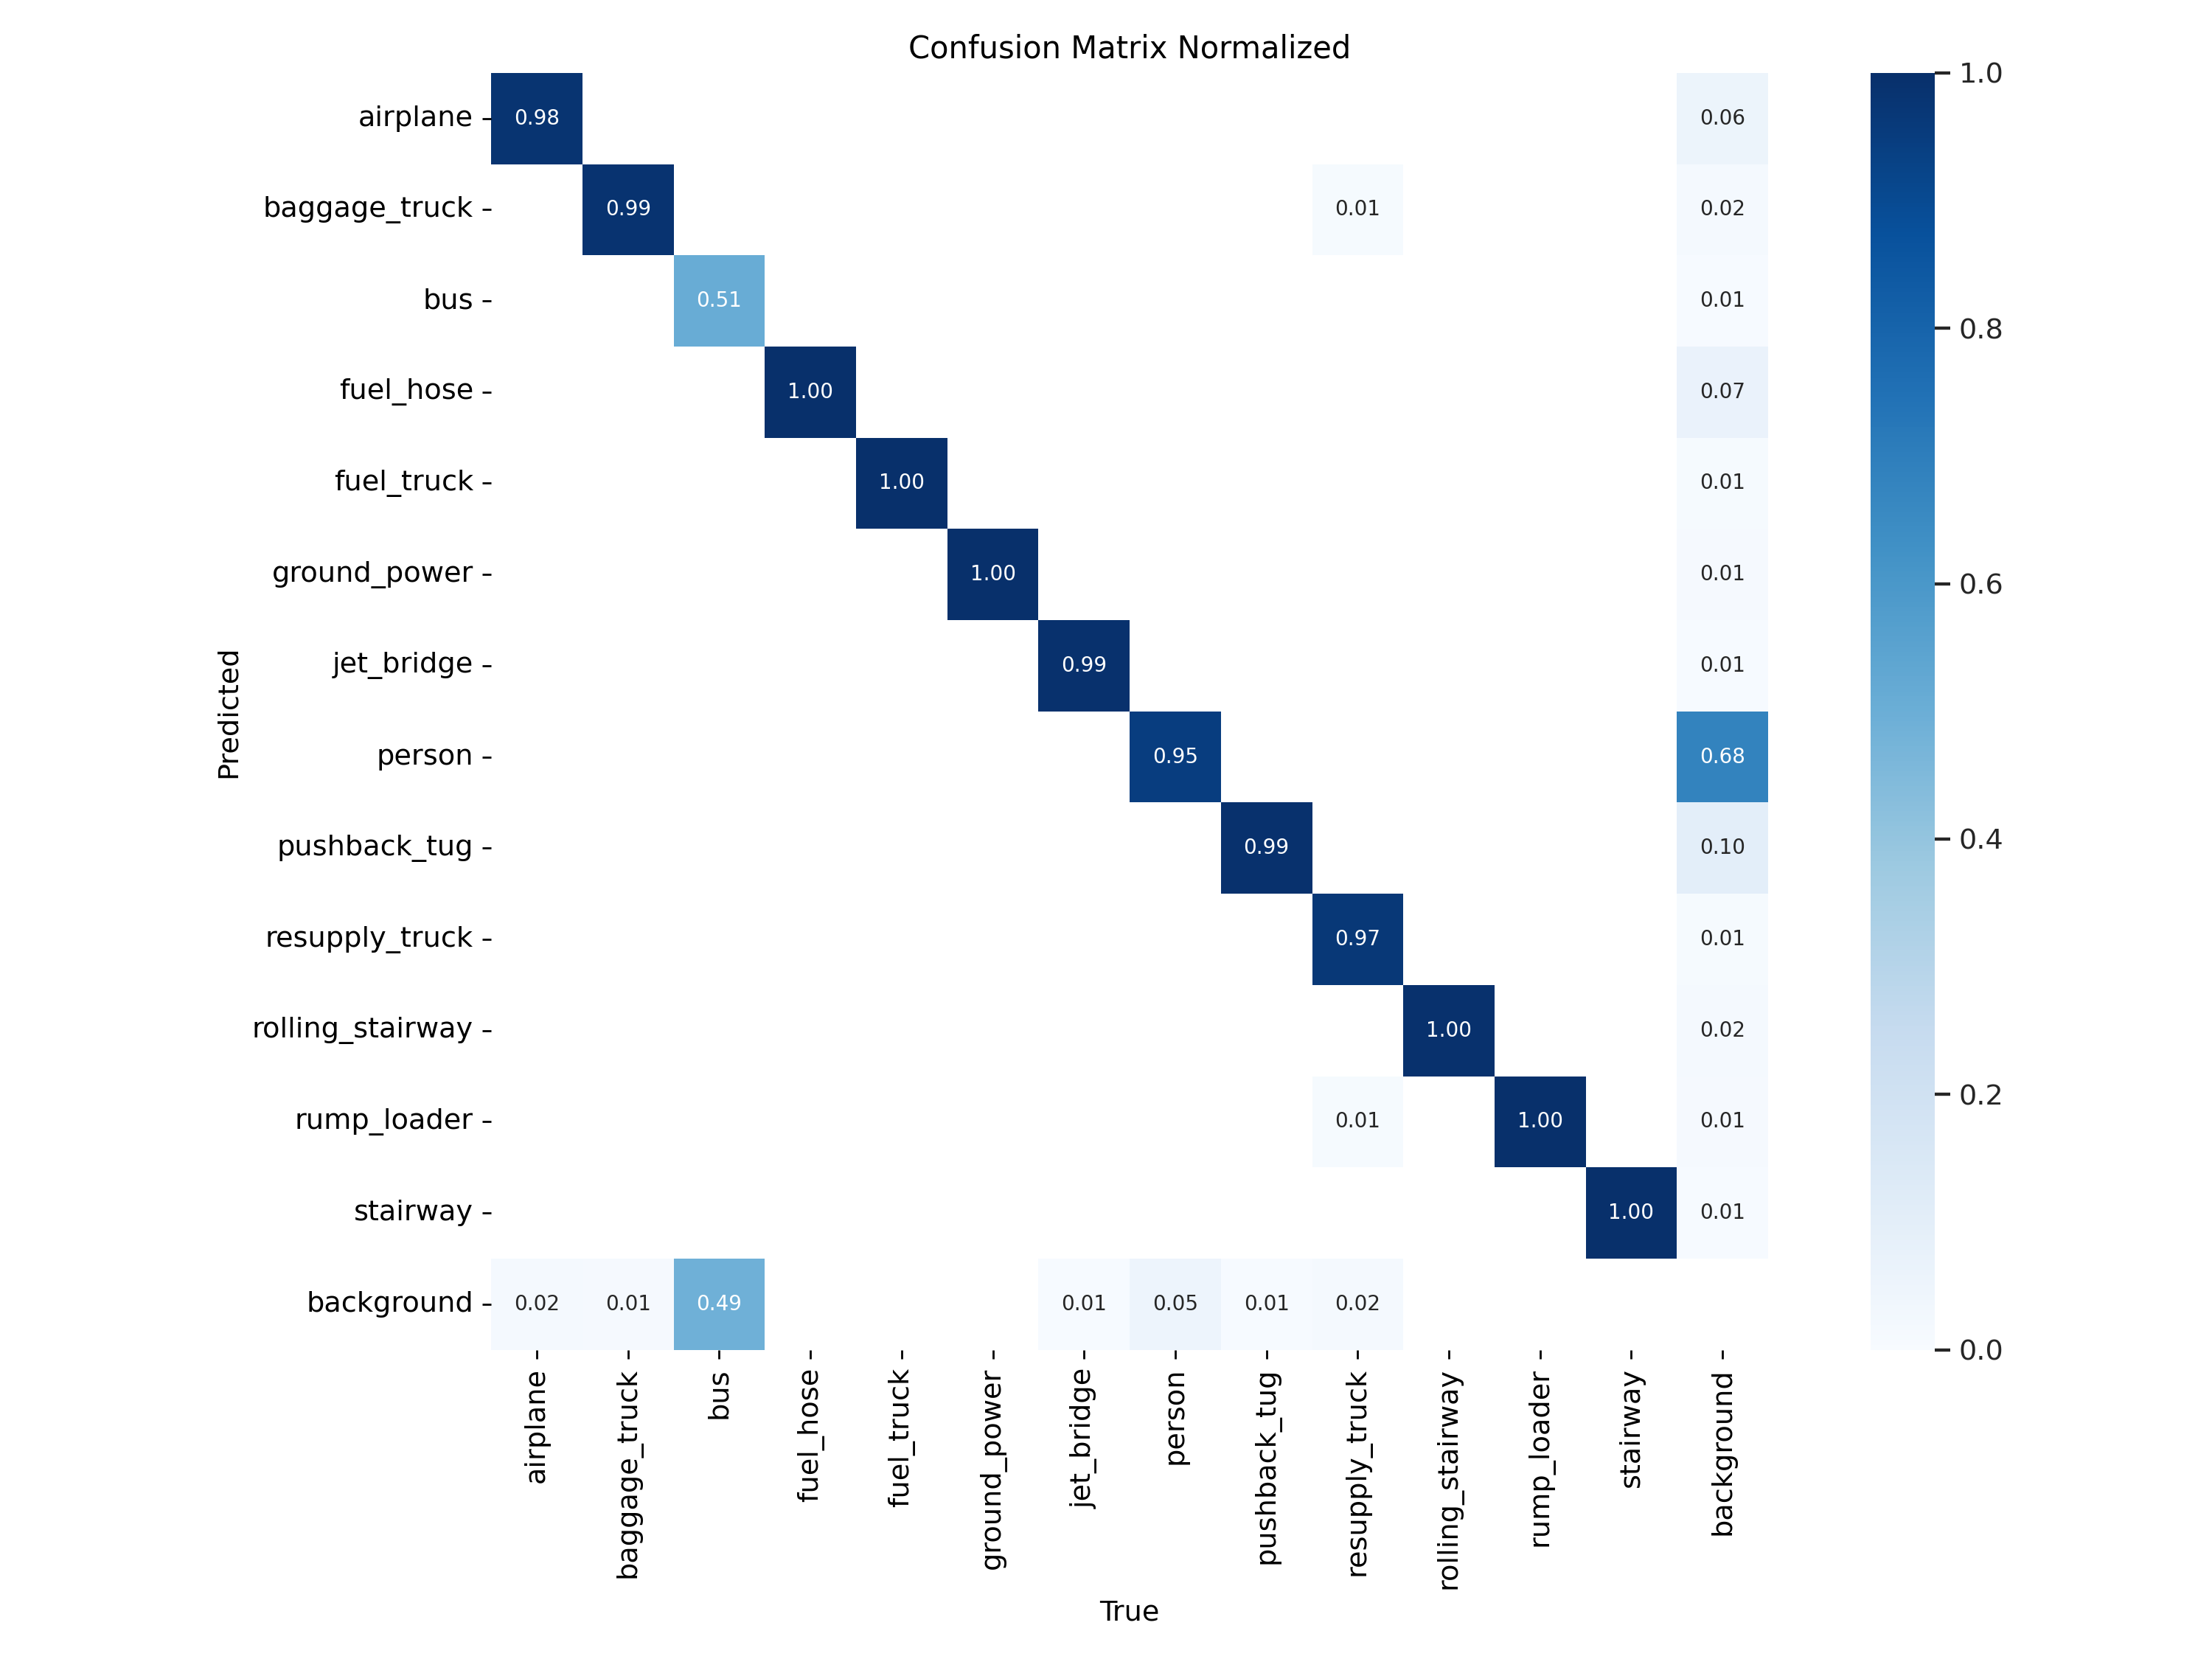 Confusion Matrix Normalized
airplane 0.98 0.06
baggage_truck 0.99 0.01 0.02
bus 0.51 0.01
fuel_hose 1.00 0.07
fuel_truck 1.00 0.01
ground_power 1.00 0.01
jet_bridge 0.99 0.01
person 0.95 0.68
pushback_tug 0.99 0.10
resupply_truck 0.97 0.01
rolling_stairway 1.00 0.02
rump_loader 0.01 1.00 0.01
stairway 1.00 0.01
background 0.02 0.01 0.49 0.01 0.05 0.01 0.02
Predicted
airplane
baggage_truck
bus
fuel_hose
fuel_truck
ground_power
jet_bridge
person
pushback_tug
resupply_truck
rolling_stairway
rump_loader
stairway
background
True
1.0
0.8
0.6
0.4
0.2
0.0